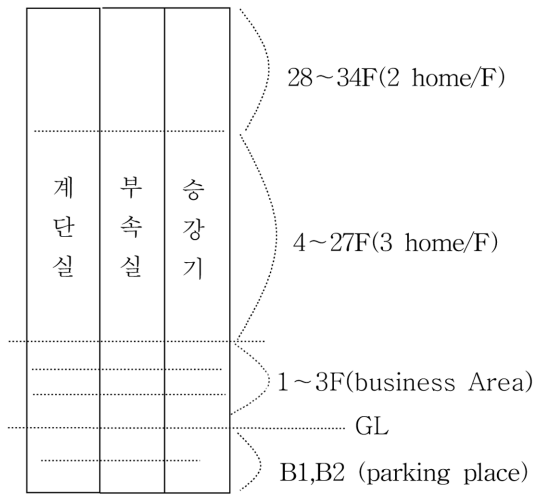 28～34F(2 home/F)
계단실
부속실
승강기
4～27F(3 home/F)
1～3F(business Area)
GL
B1,B2 (parking place)